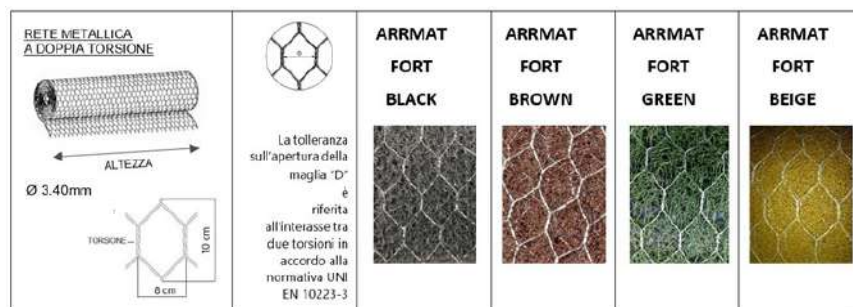 RETE METALLICA
A DOPPIA TORSIONE
ALTEZZA
Ø 3.40mm
TORSIONE
10 cm
8 cm
La tolleranza
sull'apertura della
maglia "D"
è
riferita
all'interasse tra
due torsioni in
accordo alla
normativa UNI
EN 10223-3
ARRMAT
FORT
BLACK
ARRMAT
FORT
BROWN
ARRMAT
FORT
GREEN
ARRMAT
FORT
BEIGE